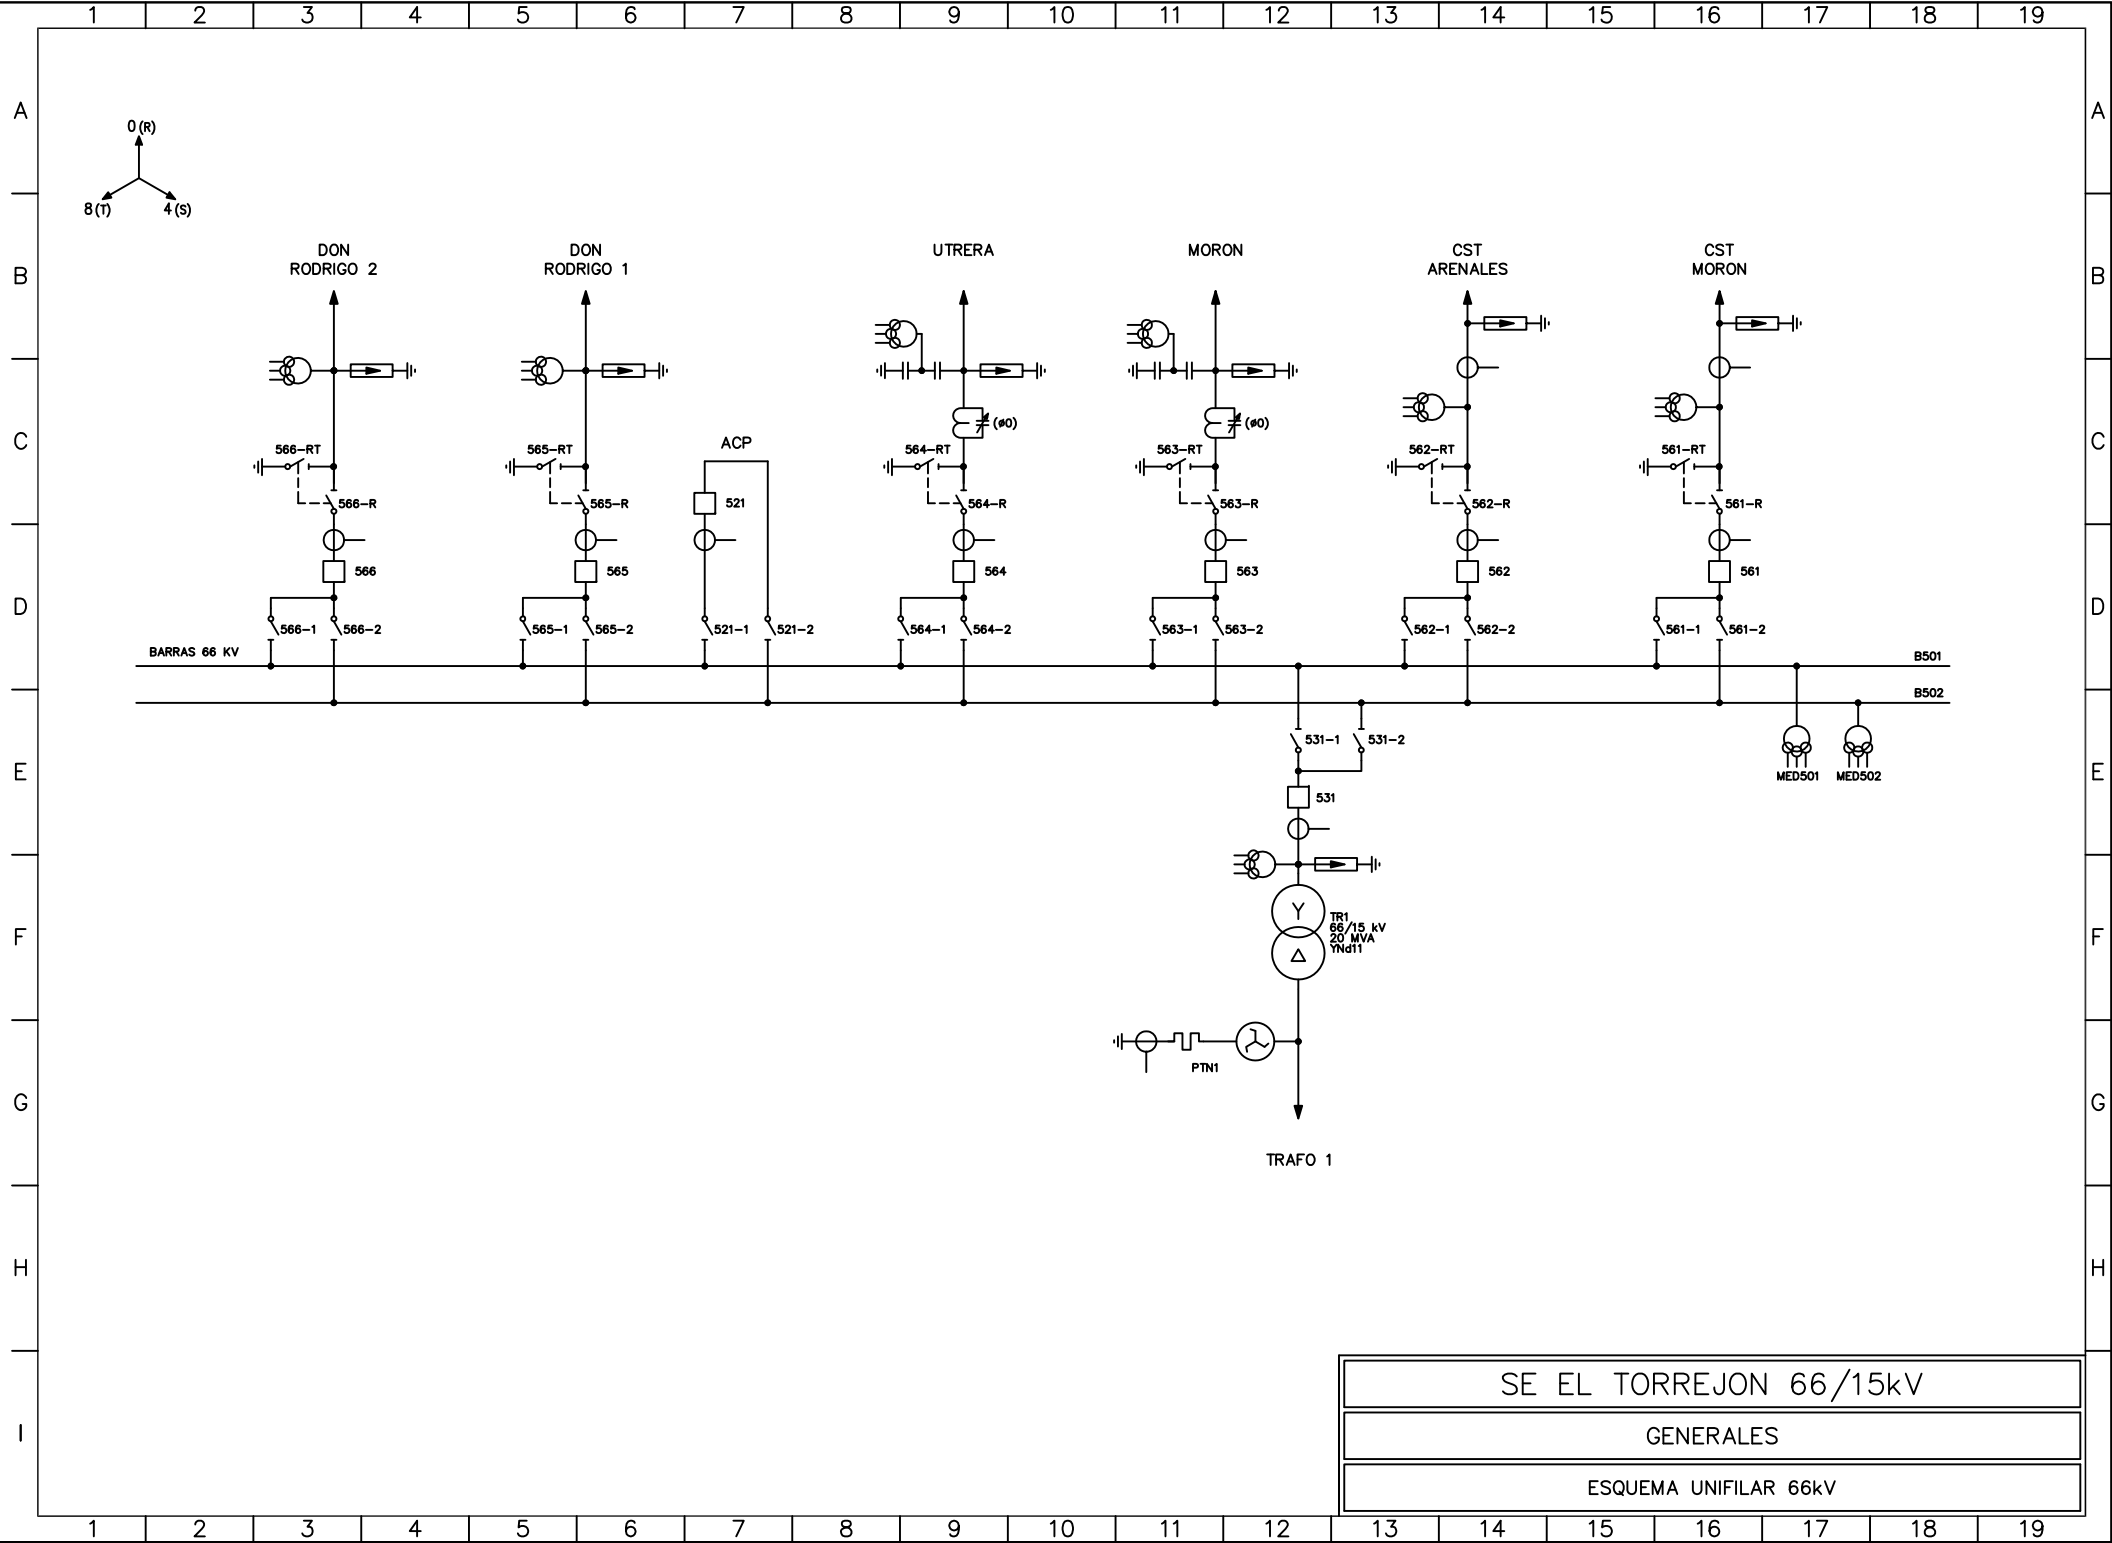 1 2 3 4 5 6 7 8 9 10 11 12 13 14 15 16 17 18 19
A A
0 (R)
8 (T) 4 (S)
DON
RODRIGO 2
DON
RODRIGO 1
UTRERA
MORON
CST
ARENALES
CST
MORON
B B
(ø0) (ø0)
C C
ACP
566-RT 565-RT 564-RT 563-RT 562-RT 561-RT
566-R 565-R 521 564-R 563-R 562-R 561-R
566 565 564 563 562 561
D D
566-1 566-2 565-1 565-2 521-1 521-2 564-1 564-2 563-1 563-2 562-1 562-2 561-1 561-2
BARRAS 66 KV B501
B502
531-1 531-2
E E
MED501 MED502
531
TR1
66/15 kV
20 MVA
YNd11
F F
PTN1
G G
TRAFO 1
H H
SE EL TORREJON 66/15kV
I
GENERALES
ESQUEMA UNIFILAR 66kV
1 2 3 4 5 6 7 8 9 10 11 12 13 14 15 16 17 18 19